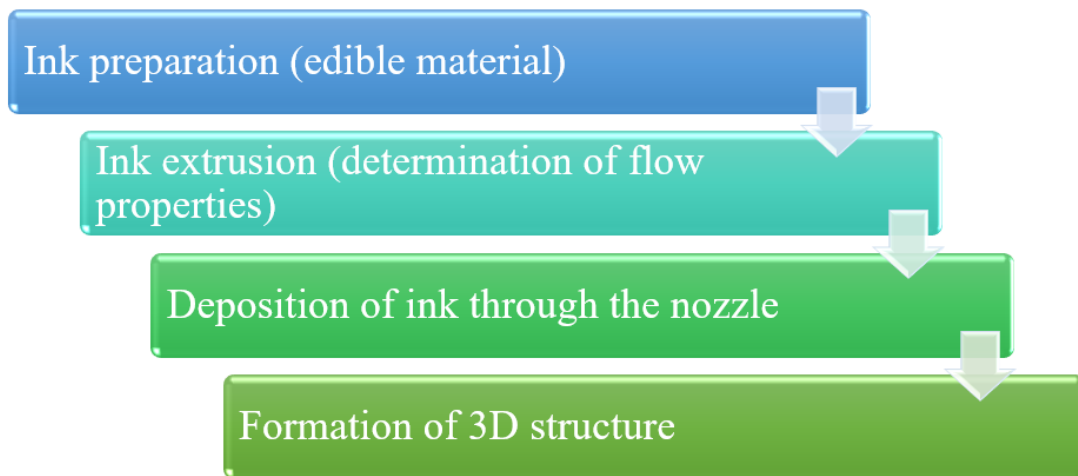 Ink preparation (edible material)
Ink extrusion (determination of flow
properties)
Deposition of ink through the nozzle
Formation of 3D structure